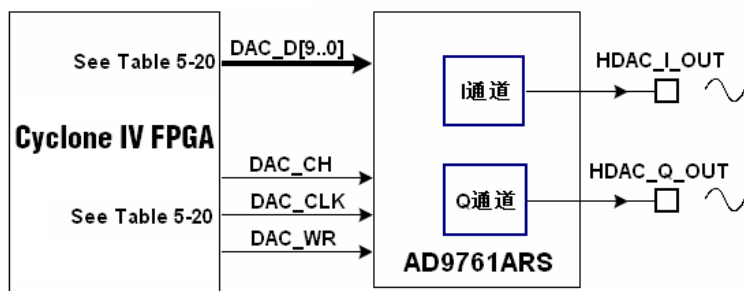 See Table 5-20
Cyclone IV FPGA
See Table 5-20
DAC_D[9..0]
DAC_CH
DAC_CLK
DAC_WR
I通道
Q通道
AD9761ARS
HDAC_I_OUT
HDAC_Q_OUT